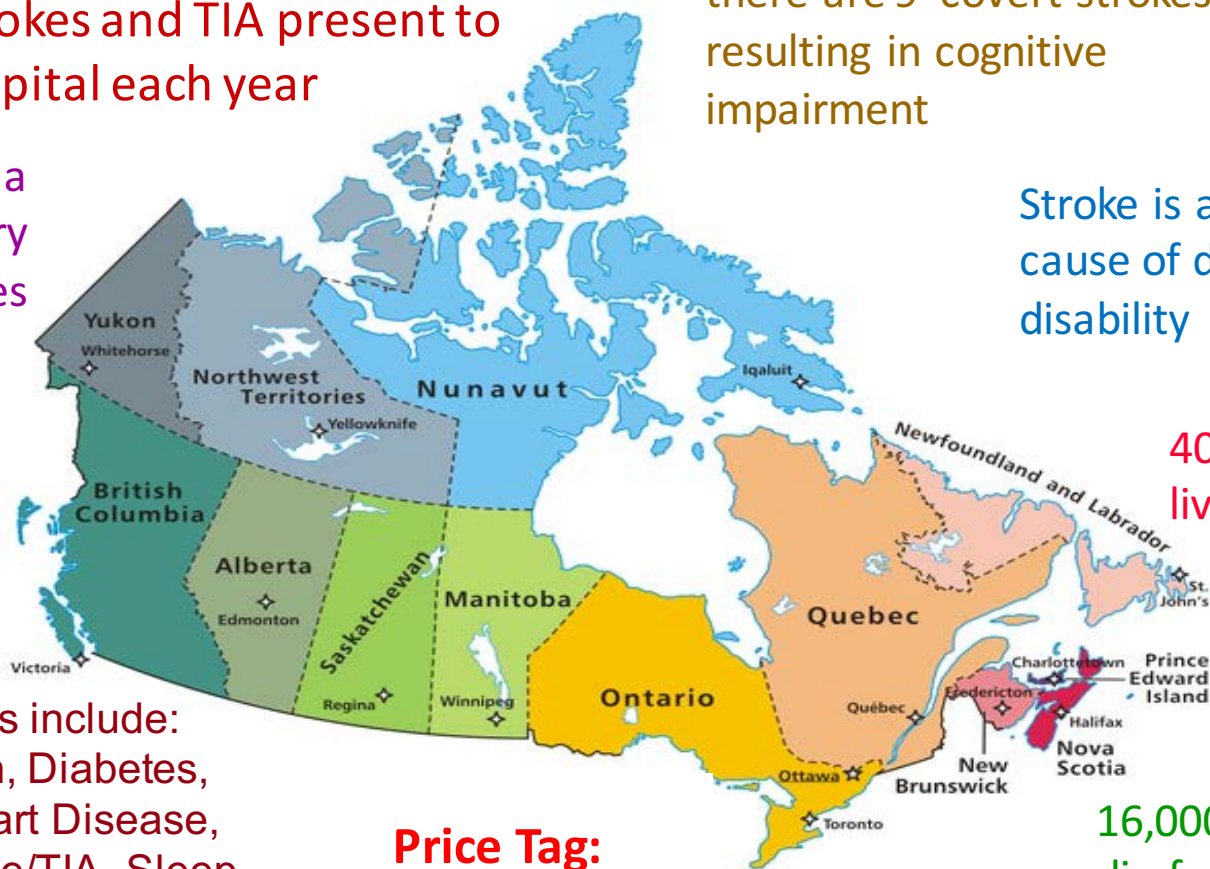 okes and TIA present to
pital each year
there are 9 covert strokes
resulting in cognitive
impairment
a
ry
es
Stroke is a
cause of d
disability
40
liv
Yukon
Whitehorse
Northwest
Territories
Yellowknife
Nunavut
Iqaluit
Newfoundland and Labrador
British
Columbia
Alberta
Edmonton
Saskatchewan
Manitoba
Quebec
St.
John's
Victoria
Regina
Winnipeg
Ontario
Québec
Charlottetown
Prince
Edward
Island
Fredericton
Halifax
Nova
Scotia
New
Brunswick
Ottawa
Toronto
s include:
, Diabetes,
art Disease,
e/TIA, Sleep
Price Tag:
16,000